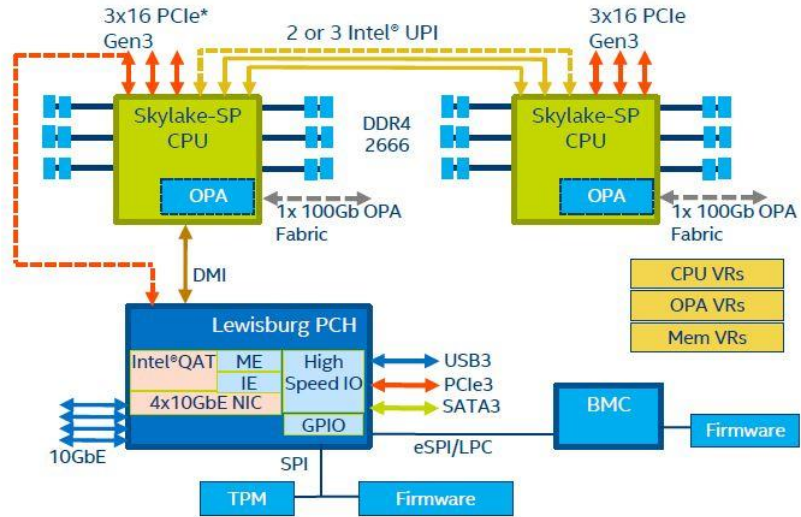 3x16 PCIe*
Gen3
2 or 3 Intel® UPI
3x16 PCIe
Gen3
Skylake-SP
CPU
DDR4
2666
Skylake-SP
CPU
OPA
OPA
1x 100Gb OPA
Fabric
1x 100Gb OPA
Fabric
DMI
CPU VRs
OPA VRs
Mem VRs
Lewisburg PCH
Intel®QAT
ME
IE
High
Speed IO
4x10GbE NIC
GPIO
USB3
PCIe3
SATA3
BMC
Firmware
10GbE
eSPI/LPC
SPI
TPM
Firmware